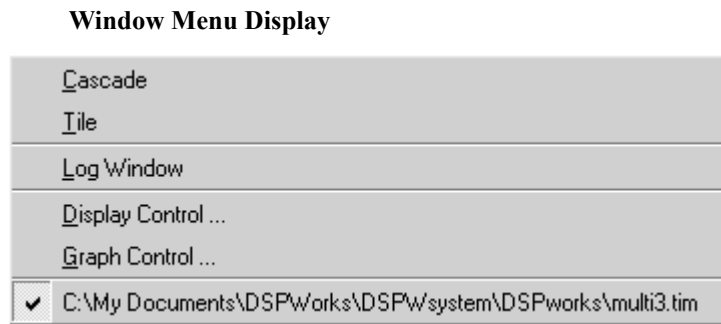 Window Menu Display
Cascade
Tile
Log Window
Display Control ...
Graph Control ...
C:\My Documents\DSPWorks\DSPWsystem\DSPworks\multi3.tim